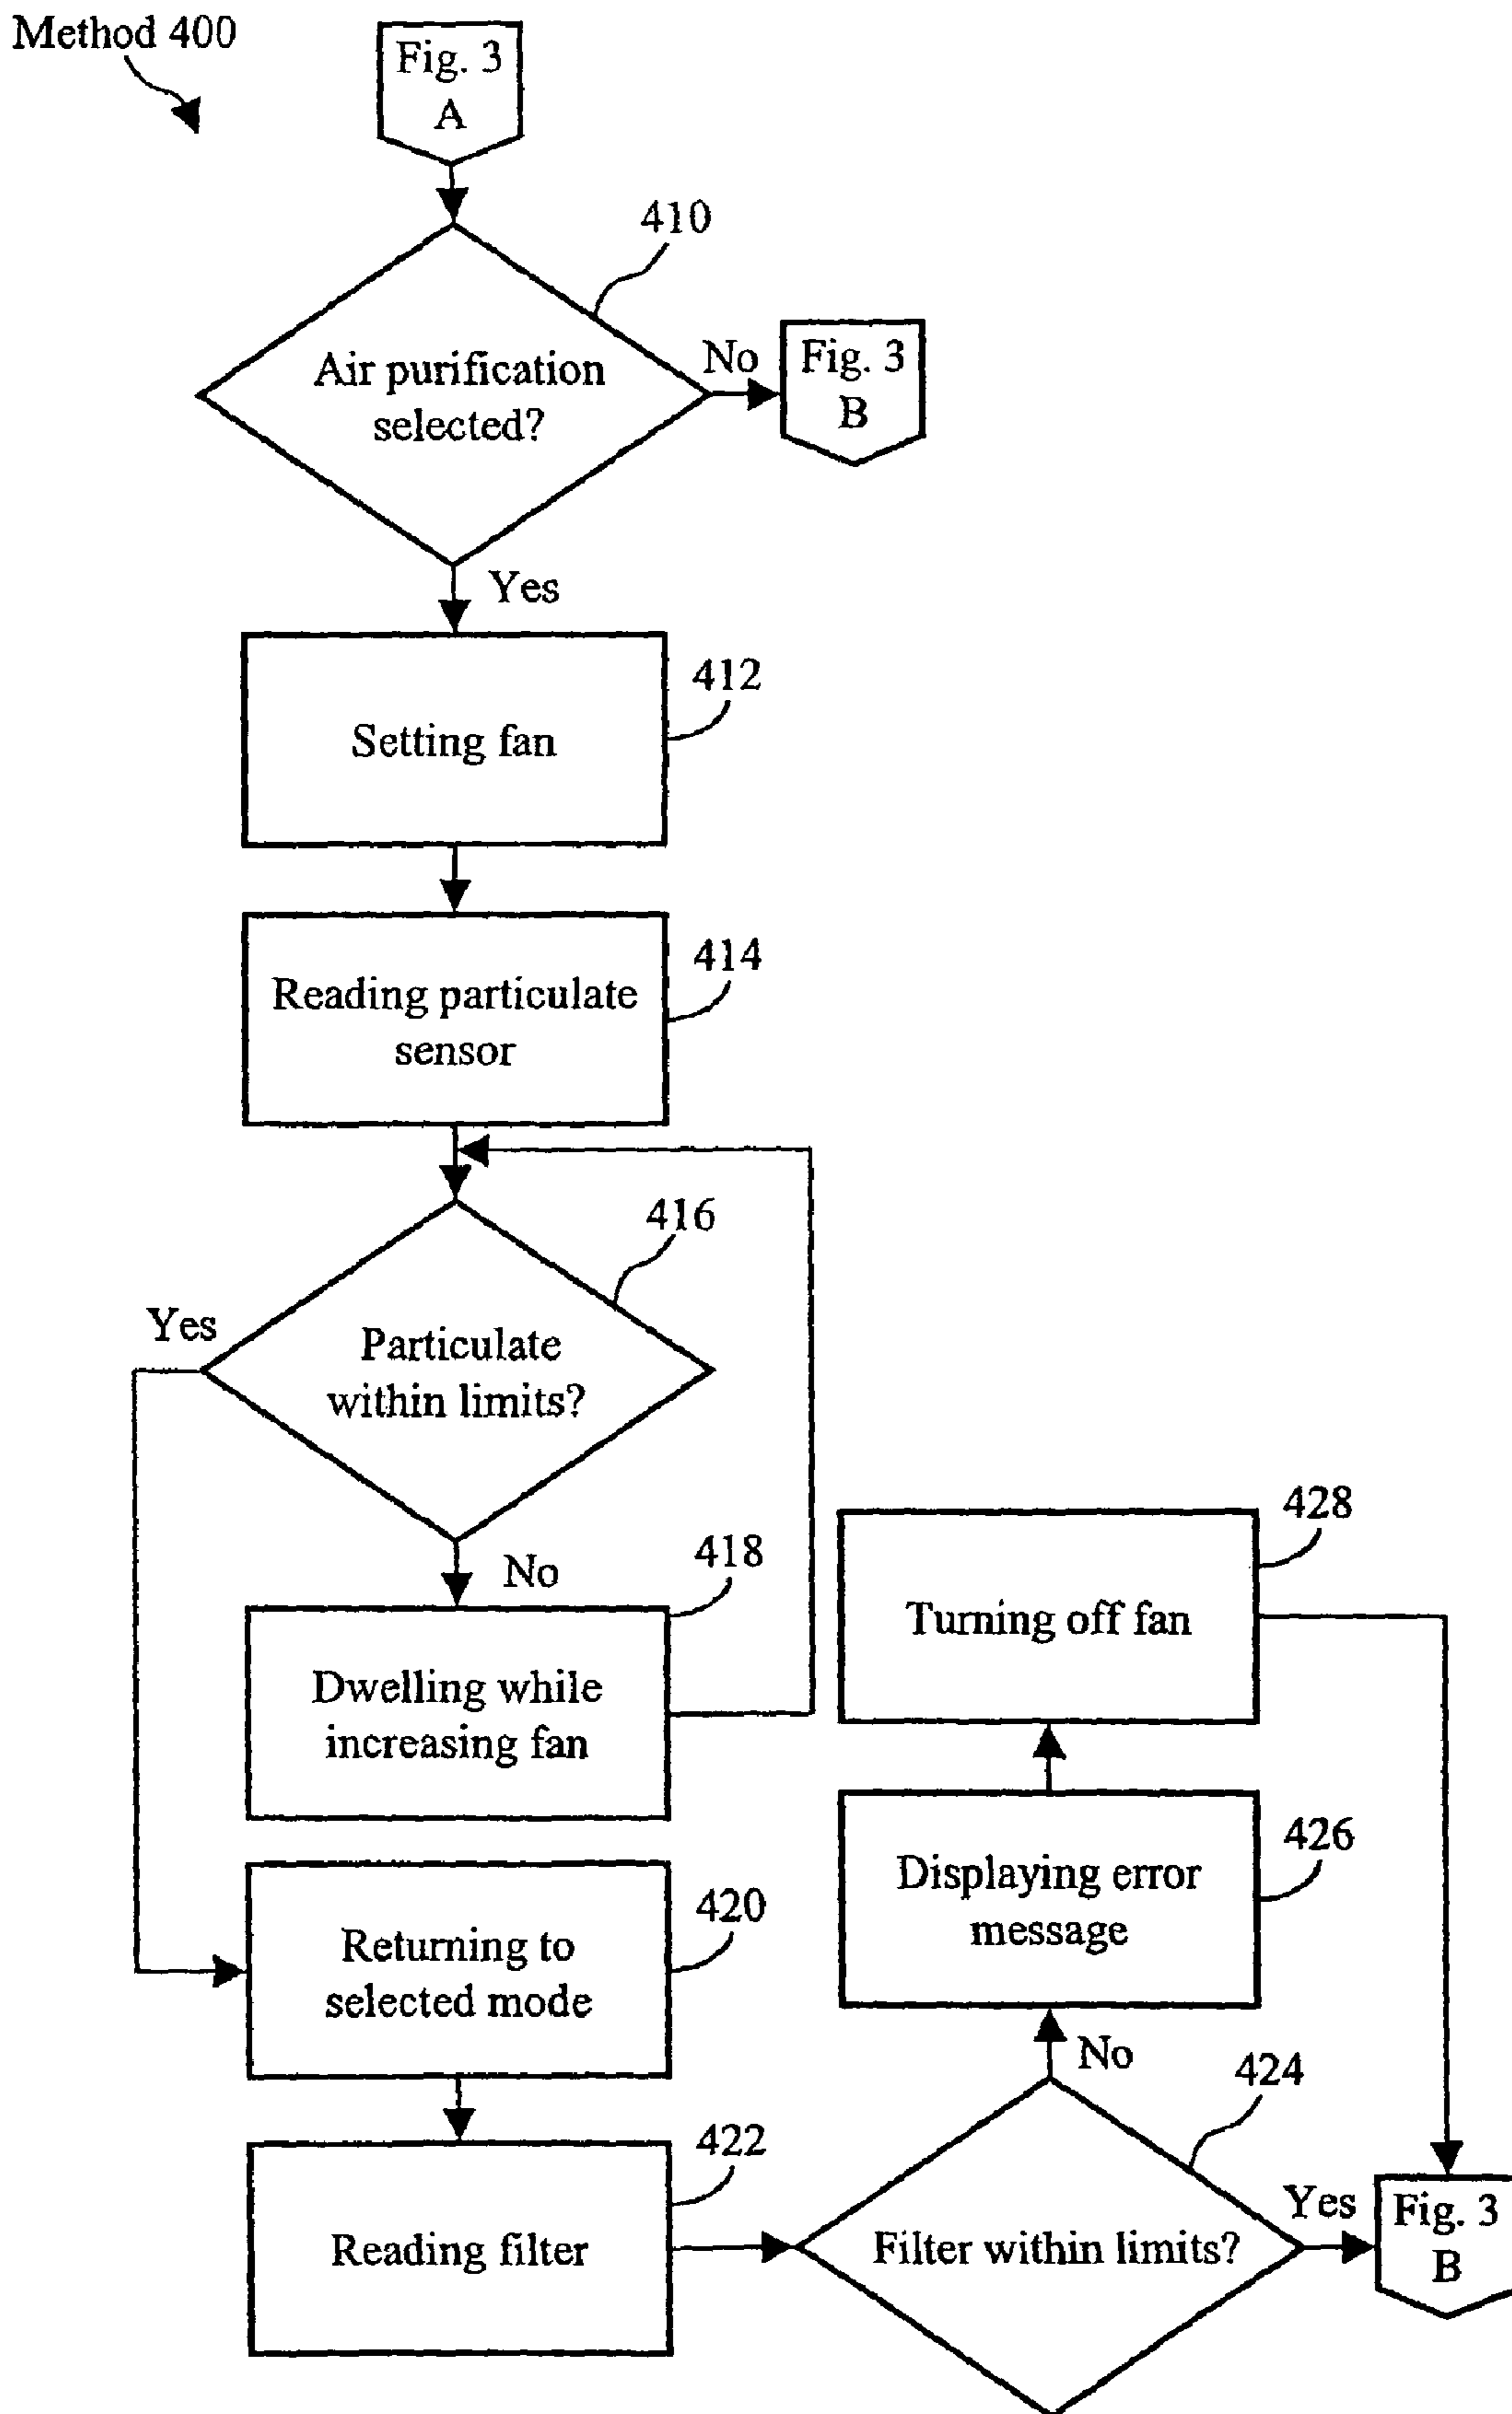 Method 400
Fig. 3
A
410
Air purification
selected?
No
Fig. 3
B
Yes
412
Setting fan
414
Reading particulate
sensor
416
Yes
Particulate
within limits?
No
418
Dwelling while
increasing fan
420
Returning to
selected mode
422
Reading filter
424
Filter within limits?
No
426
Displaying error
message
428
Turning off fan
Yes
Fig. 3
B